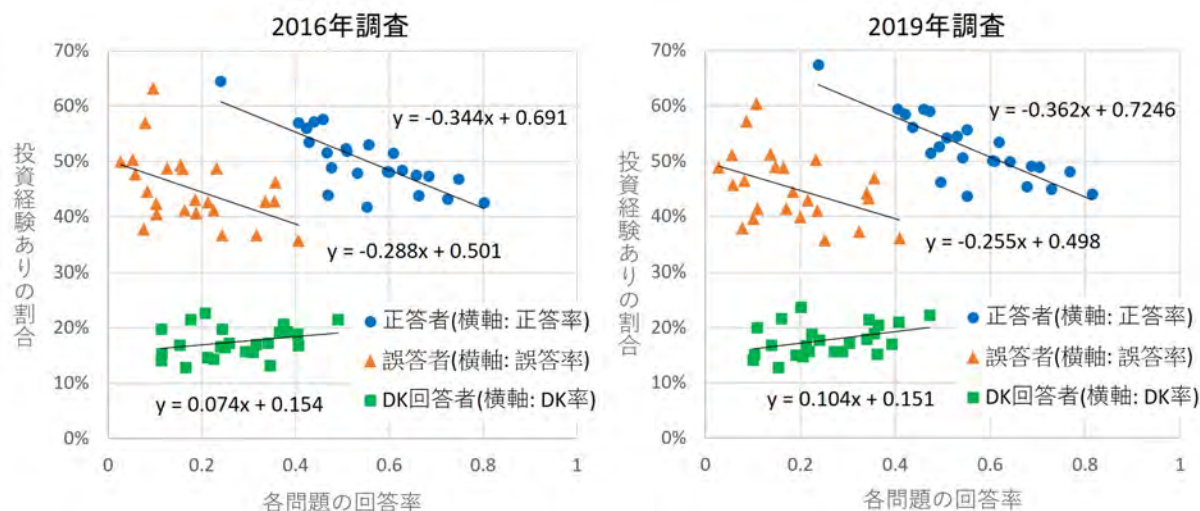 2016年調査
70%
60%
50%
40%
30%
20%
10%
0%
投資経験ありの割合
y = -0.344x + 0.691
y = -0.288x + 0.501
y = 0.074x + 0.154
正答者(横軸: 正答率)
誤答者(横軸: 誤答率)
DK回答者(横軸: DK率)
0 0.2 0.4 0.6 0.8 1
各問題の回答率
2019年調査
70%
60%
50%
40%
30%
20%
10%
0%
投資経験ありの割合
y = -0.362x + 0.7246
y = -0.255x + 0.498
y = 0.104x + 0.151
正答者(横軸: 正答率)
誤答者(横軸: 誤答率)
DK回答者(横軸: DK率)
0 0.2 0.4 0.6 0.8 1
各問題の回答率